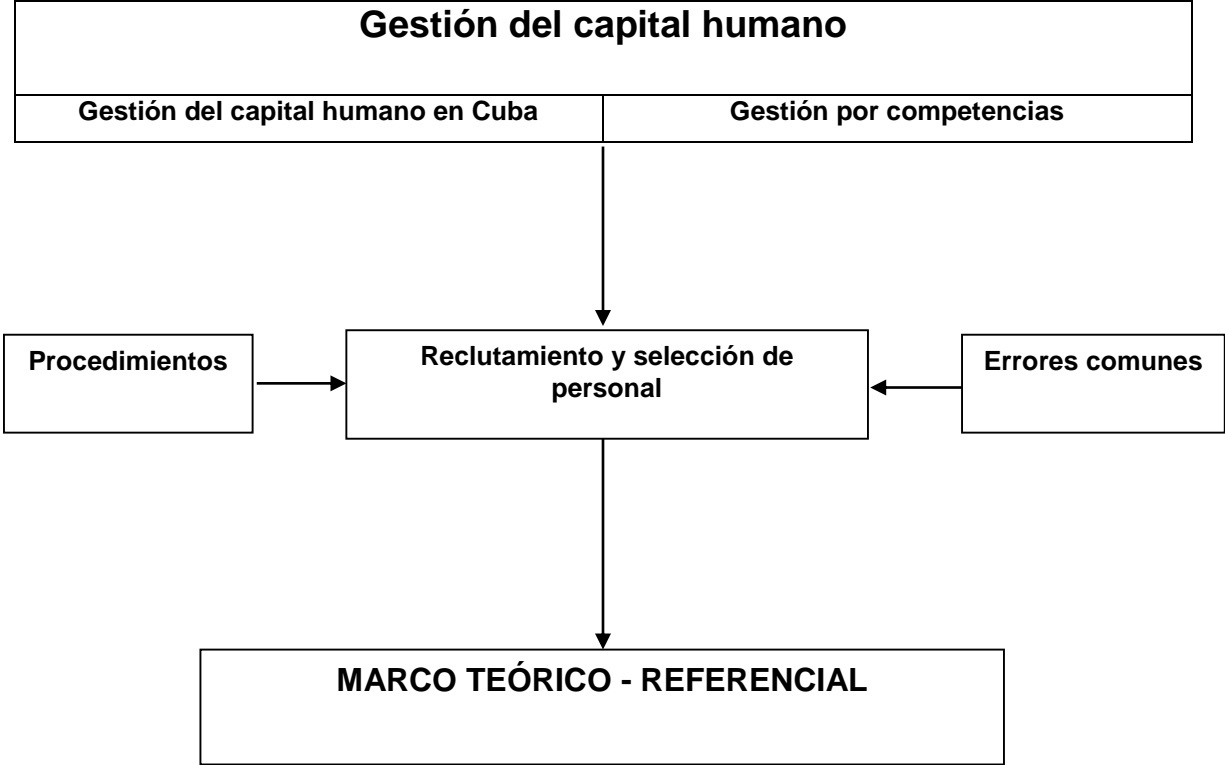 Gestión del capital humano
Gestión del capital humano en Cuba
Gestión por competencias
Procedimientos
Reclutamiento y selección de
personal
Errores comunes
MARCO TEÓRICO - REFERENCIAL